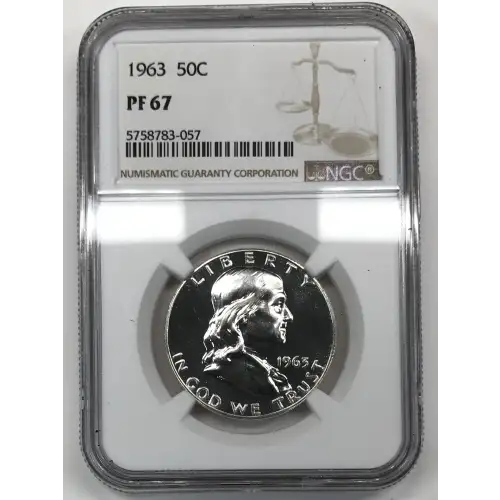 1963 50C
PF 67
5758783-057
NUMISMATIC GUARANTY CORPORATION
NGC®
LIBERTY
1963
IN GOD WE TRUST